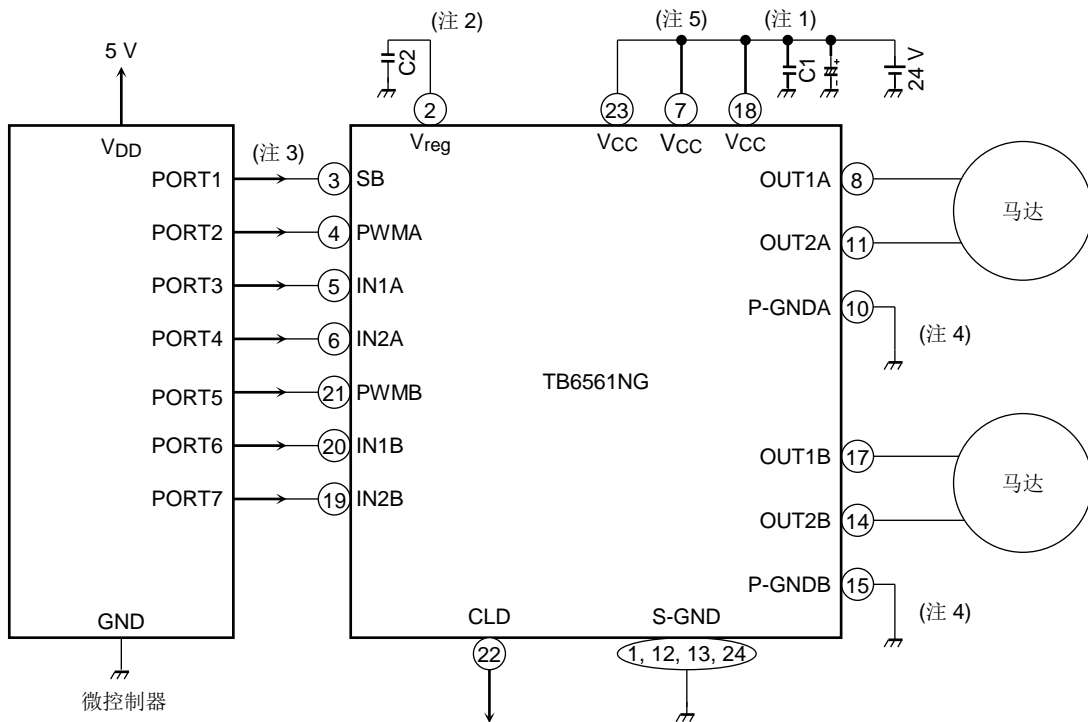 (注 2)
(注 5)
(注 1)
5 V
C2
C1
- +
24 V
2
23
7
18
VDD
Vreg
VCC
VCC
VCC
(注 3)
PORT1
3
SB
OUT1A
8
马达
PORT2
4
PWMA
OUT2A
11
PORT3
5
IN1A
P-GNDA
10
(注 4)
PORT4
6
IN2A
TB6561NG
PORT5
21
PWMB
PORT6
20
IN1B
OUT1B
17
马达
PORT7
19
IN2B
OUT2B
14
P-GNDB
15
(注 4)
GND
CLD
S-GND
22
1, 12, 13, 24
微控制器